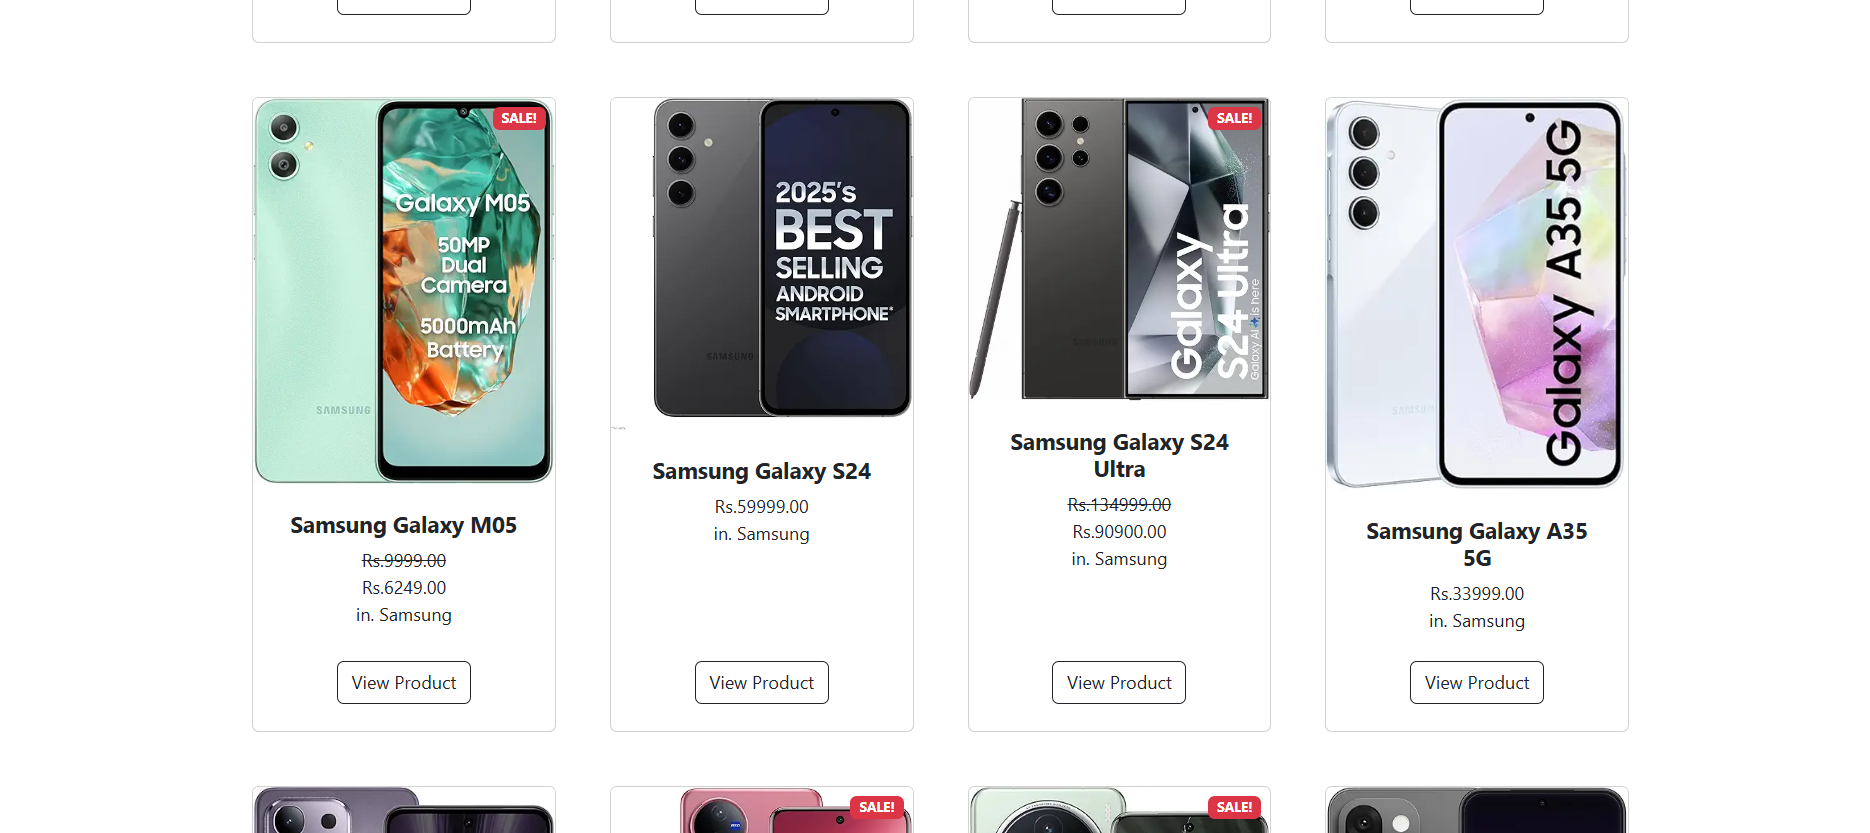 SALE!
Galaxy M05
50MP
Dual
Camera
5000mAh
Battery
SAMSUNG
Samsung Galaxy M05
Rs.9999.00
Rs.6249.00
in. Samsung
View Product
2025's
BEST
SELLING
ANDROID
SMARTPHONE*
SAMSUNG
Samsung Galaxy S24
Rs.59999.00
in. Samsung
View Product
SALE!
Galaxy
S24 Ultra
Galaxy AI is here
SAMSUNG
Samsung Galaxy S24
Ultra
Rs.134999.00
Rs.90900.00
in. Samsung
View Product
Galaxy A35 5G
SAMSUNG
Samsung Galaxy A35
5G
Rs.33999.00
in. Samsung
View Product
SALE!
SALE!